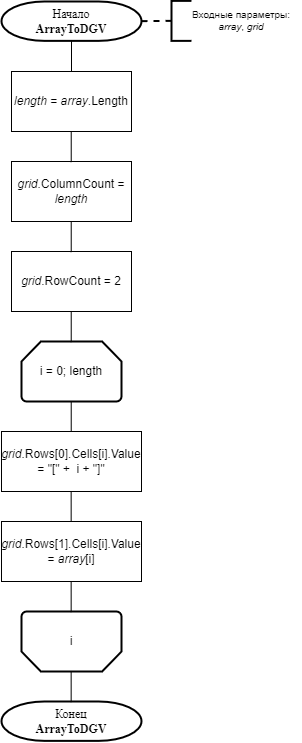 Начало
ArrayToDGV
Входные параметры:
array, grid
length = array.Length
grid.ColumnCount =
length
grid.RowCount = 2
i = 0; length
grid.Rows[0].Cells[i].Value
= "[" + i + "]"
grid.Rows[1].Cells[i].Value
= array[i]
i
Конец
ArrayToDGV